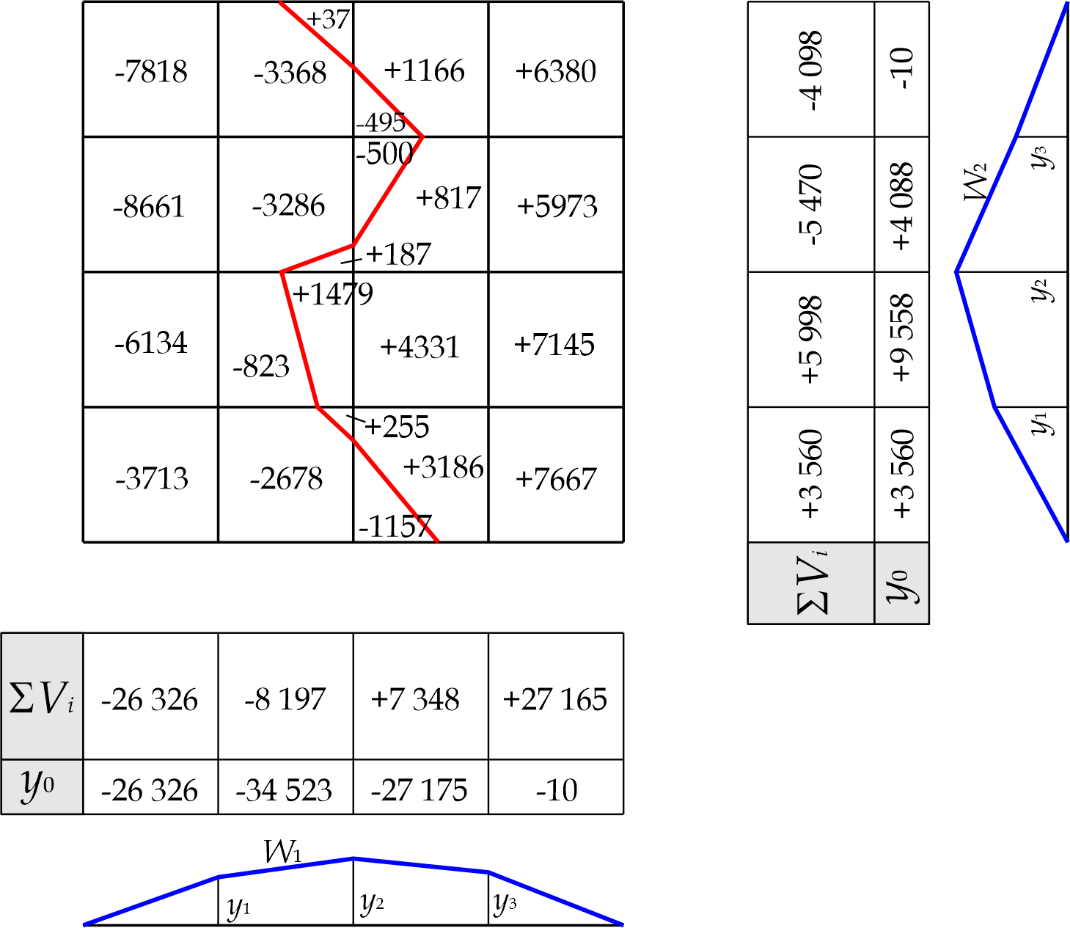 +37
-7818 -3368 +1166 +6380
-495
-500
-8661 -3286 +817 +5973
+187
+1479
-6134 -823 +4331 +7145
+255
-3713 -2678 +3186 +7667
-1157
ΣVi -26 326 -8 197 +7 348 +27 165
y0 -26 326 -34 523 -27 175 -10
W1
y1 y2 y3
ΣVi +3 560 +5 998 -5 470 -4 098
y0 +3 560 +9 558 +4 088 -10
W2
y1 y2 y3